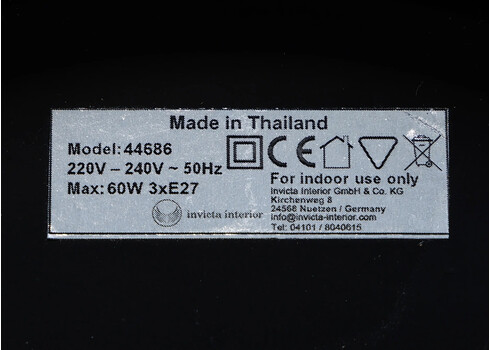 Made in Thailand
Model: 44686
220V – 240V ~ 50Hz
Max: 60W 3xE27
CE
For indoor use only
Invicta Interior GmbH & Co. KG
Kirchenweg 8
24568 Nuetzen / Germany
info@invicta-interior.com
Tel: 04101 / 8040615
invicta interior